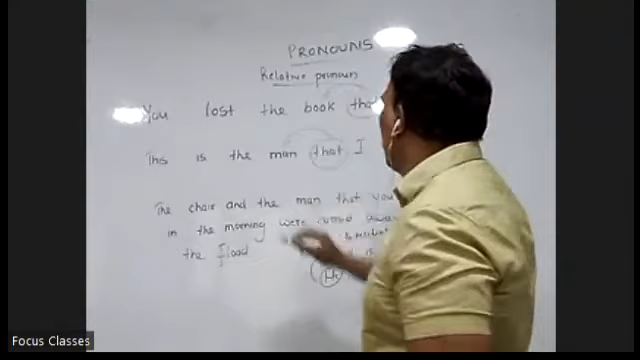 PRONOUNS
Relative pronoun
You lost the book
This is the man that I
The chair and the man that you
in the morning were away
the flood
Focus Classes